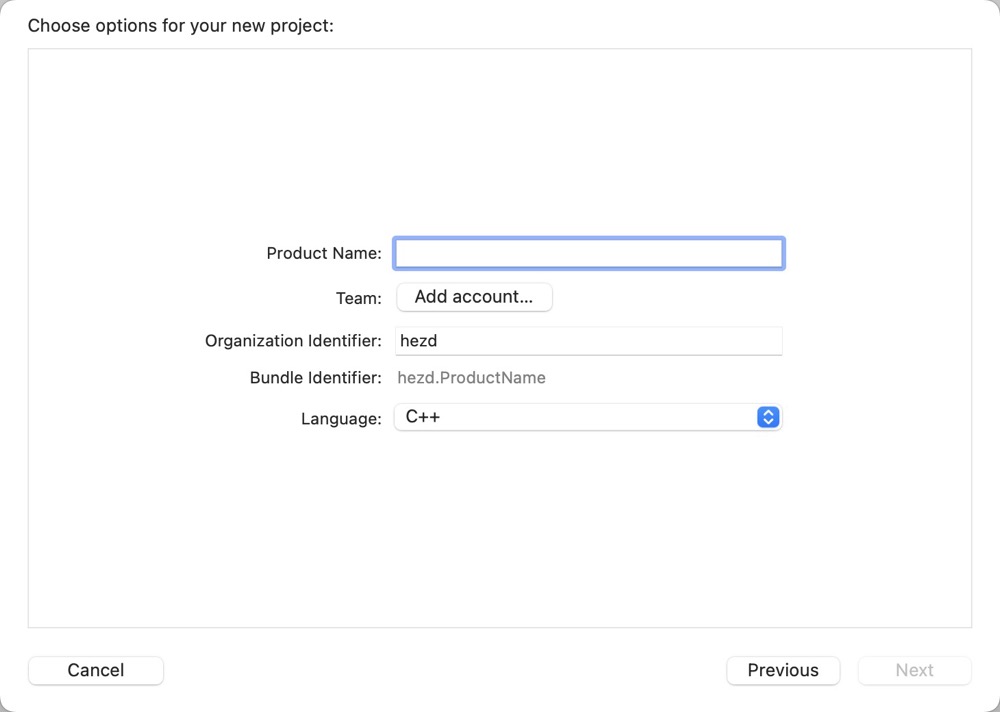 Choose options for your new project:
Product Name:
Team: Add account...
Organization Identifier: hezd
Bundle Identifier: hezd.ProductName
Language: C++
Cancel Previous Next